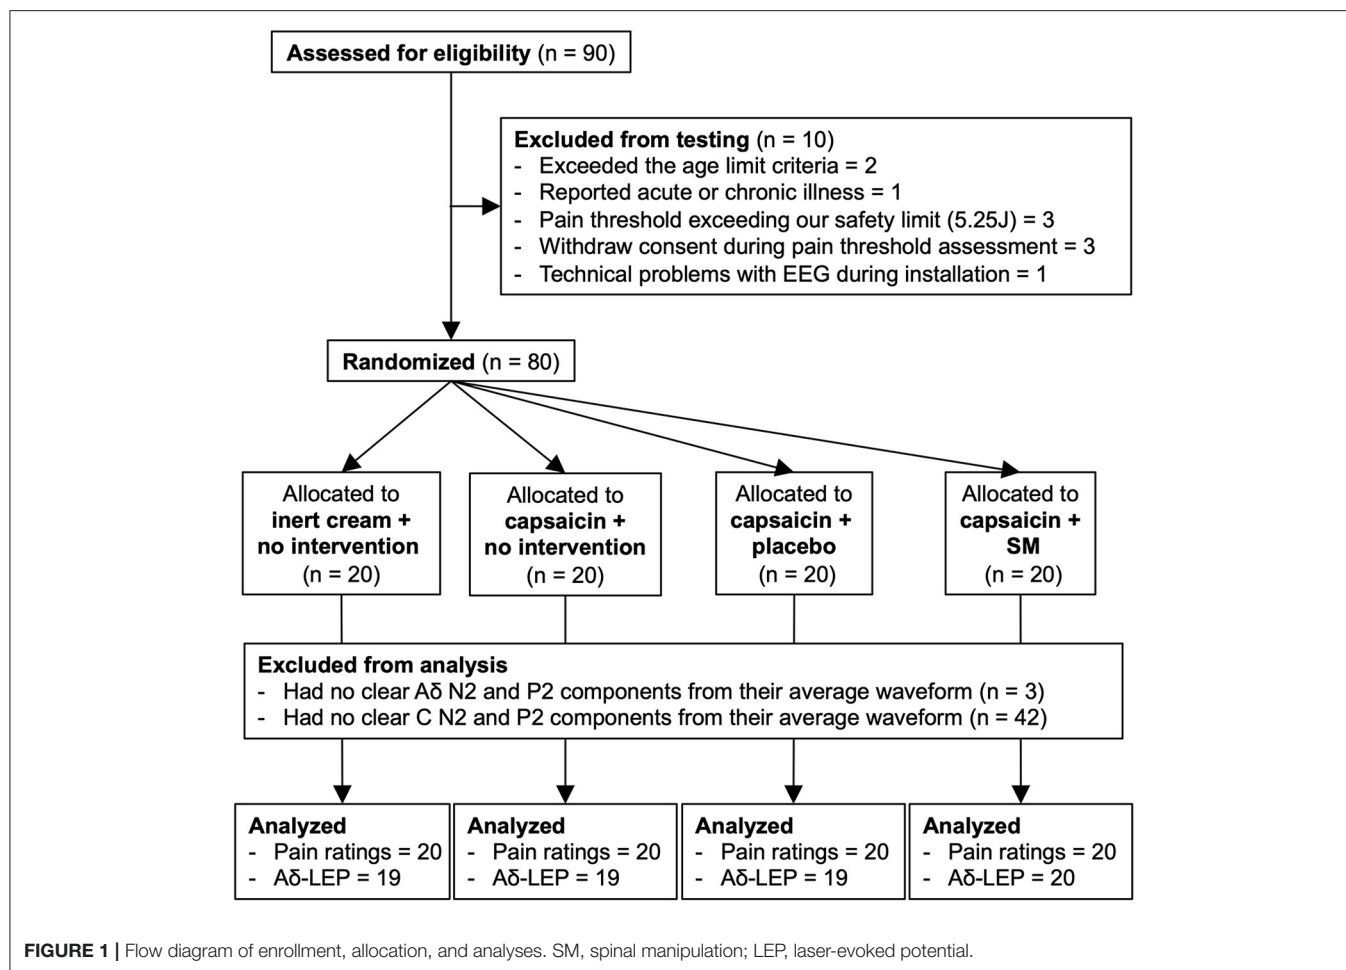 Assessed for eligibility (n = 90)
Excluded from testing (n = 10)
- Exceeded the age limit criteria = 2
- Reported acute or chronic illness = 1
- Pain threshold exceeding our safety limit (5.25J) = 3
- Withdraw consent during pain threshold assessment = 3
- Technical problems with EEG during installation = 1
Randomized (n = 80)
Allocated to
inert cream +
no intervention
(n = 20)
Allocated to
capsaicin +
no intervention
(n = 20)
Allocated to
capsaicin +
placebo
(n = 20)
Allocated to
capsaicin +
SM
(n = 20)
Excluded from analysis
- Had no clear Aδ N2 and P2 components from their average waveform (n = 3)
- Had no clear C N2 and P2 components from their average waveform (n = 42)
Analyzed
- Pain ratings = 20
- Aδ-LEP = 19
Analyzed
- Pain ratings = 20
- Aδ-LEP = 19
Analyzed
- Pain ratings = 20
- Aδ-LEP = 19
Analyzed
- Pain ratings = 20
- Aδ-LEP = 20
FIGURE 1 | Flow diagram of enrollment, allocation, and analyses. SM, spinal manipulation; LEP, laser-evoked potential.